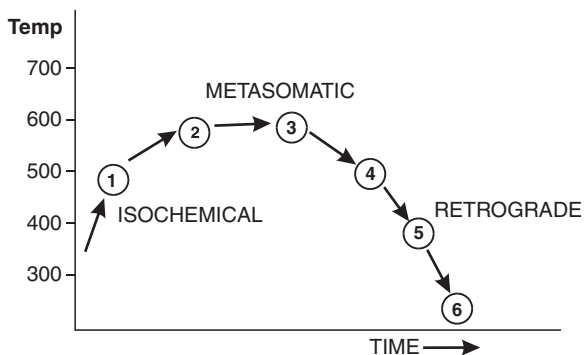 Temp
700
METASOMATIC
600
3
2
500
1
4
ISOCHEMICAL
RETROGRADE
400
5
300
6
TIME